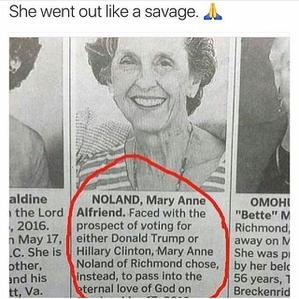 She went out like a savage. 🙏
NOLAND, Mary Anne
Alfriend. Faced with the
prospect of voting for
either Donald Trump or
Hillary Clinton, Mary Anne
Noland of Richmond chose,
instead, to pass into the
eternal love of God on
aldine
the Lord
, 2016.
May 17,
.C. She is
other,
and his
tt, Va.
OMOH
"Bette" M
Richmond,
away on M
She was p
by her belo
56 years, T
Breckenrid